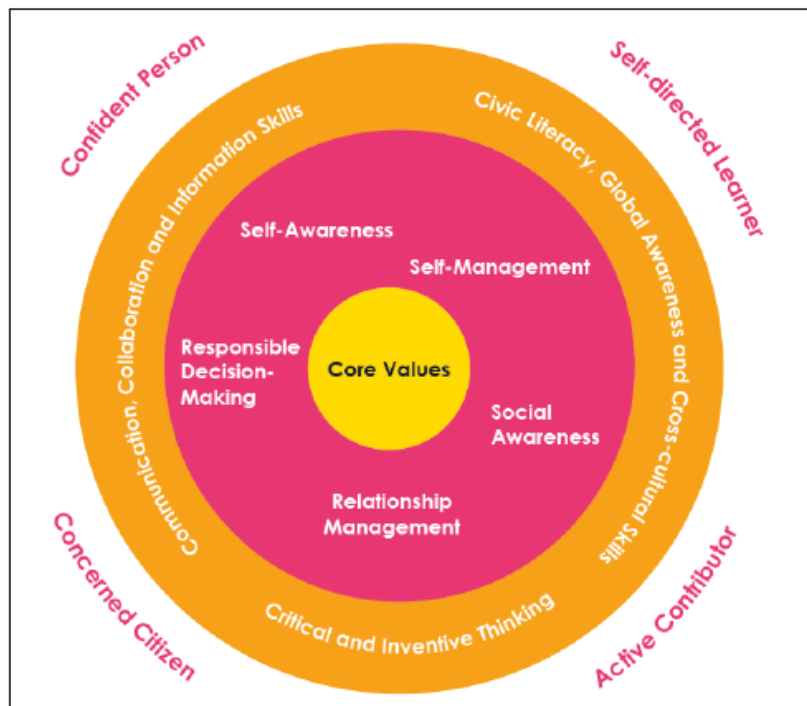 Confident Person
Self-directed Learner
Communication, Collaboration and Information Skills
Civic Literacy, Global Awareness and Cross-cultural Skills
Self-Awareness
Self-Management
Responsible
Decision-
Making
Core Values
Social
Awareness
Relationship
Management
Critical and Inventive Thinking
Concerned Citizen
Active Contributor